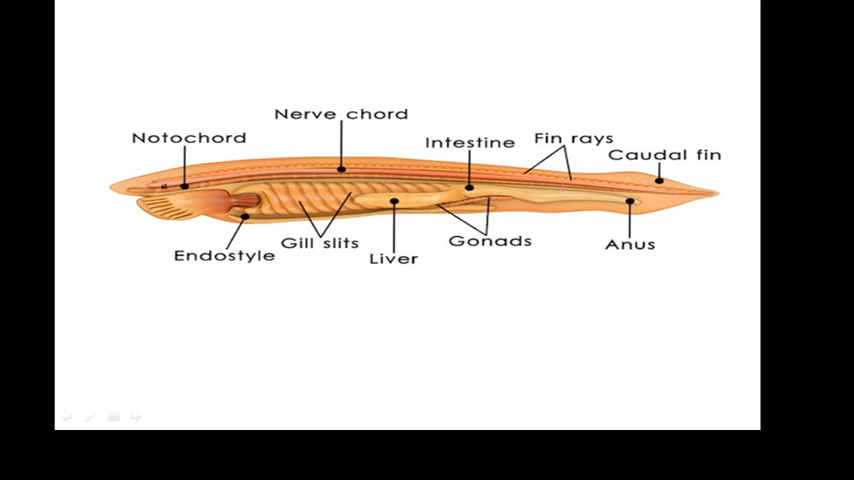 Nerve chord
Notochord
Intestine
Fin rays
Caudal fin
Endostyle
Gill slits
Liver
Gonads
Anus